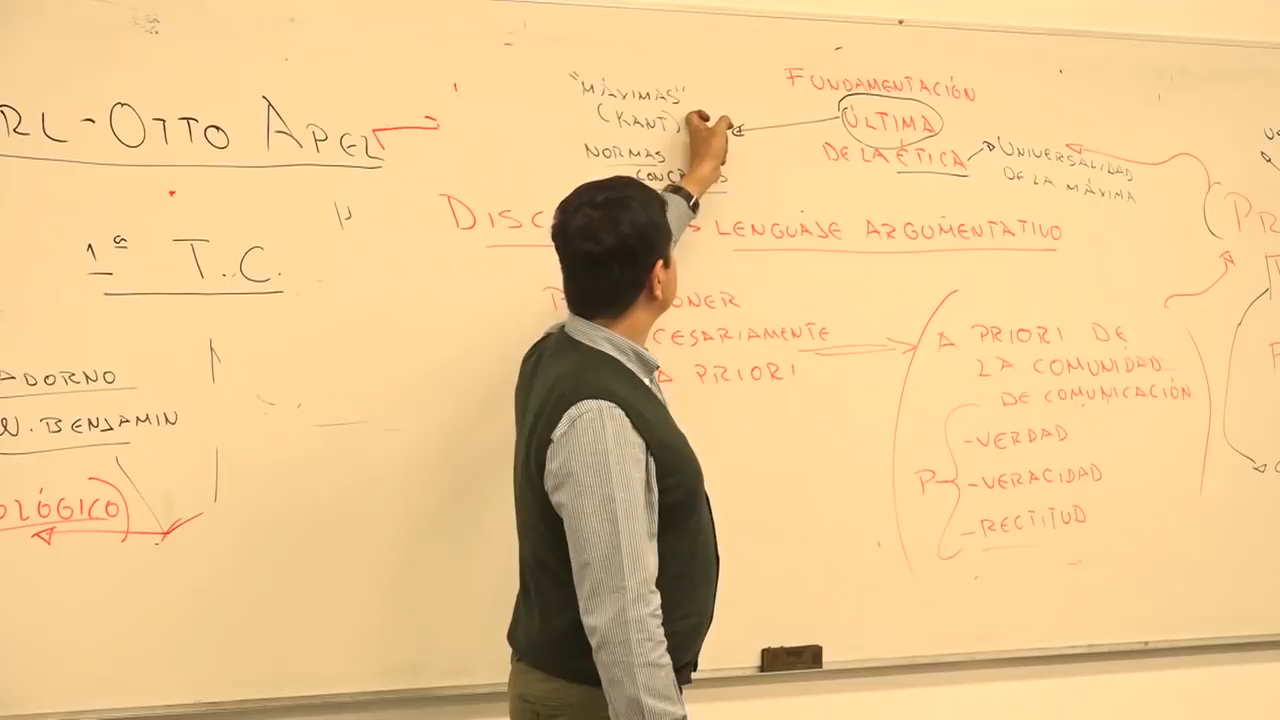 RL-OTTO APEL
1ª T.C.
ADORNO
W. BENJAMIN
OLÓGICO)
"MÁXIMAS"
(KANT)
NORMAS
FUNDAMENTACIÓN
ÚLTIMA
DE LA ÉTICA
UNIVERSALIDAD
DE LA MÁXIMA
LENGUAJE ARGUMENTATIVO
ONER
CESARIAMENTE
A PRIORI
A PRIORI DE
LA COMUNIDAD
DE COMUNICACIÓN
P
-VERDAD
-VERACIDAD
-RECTITUD
(PR